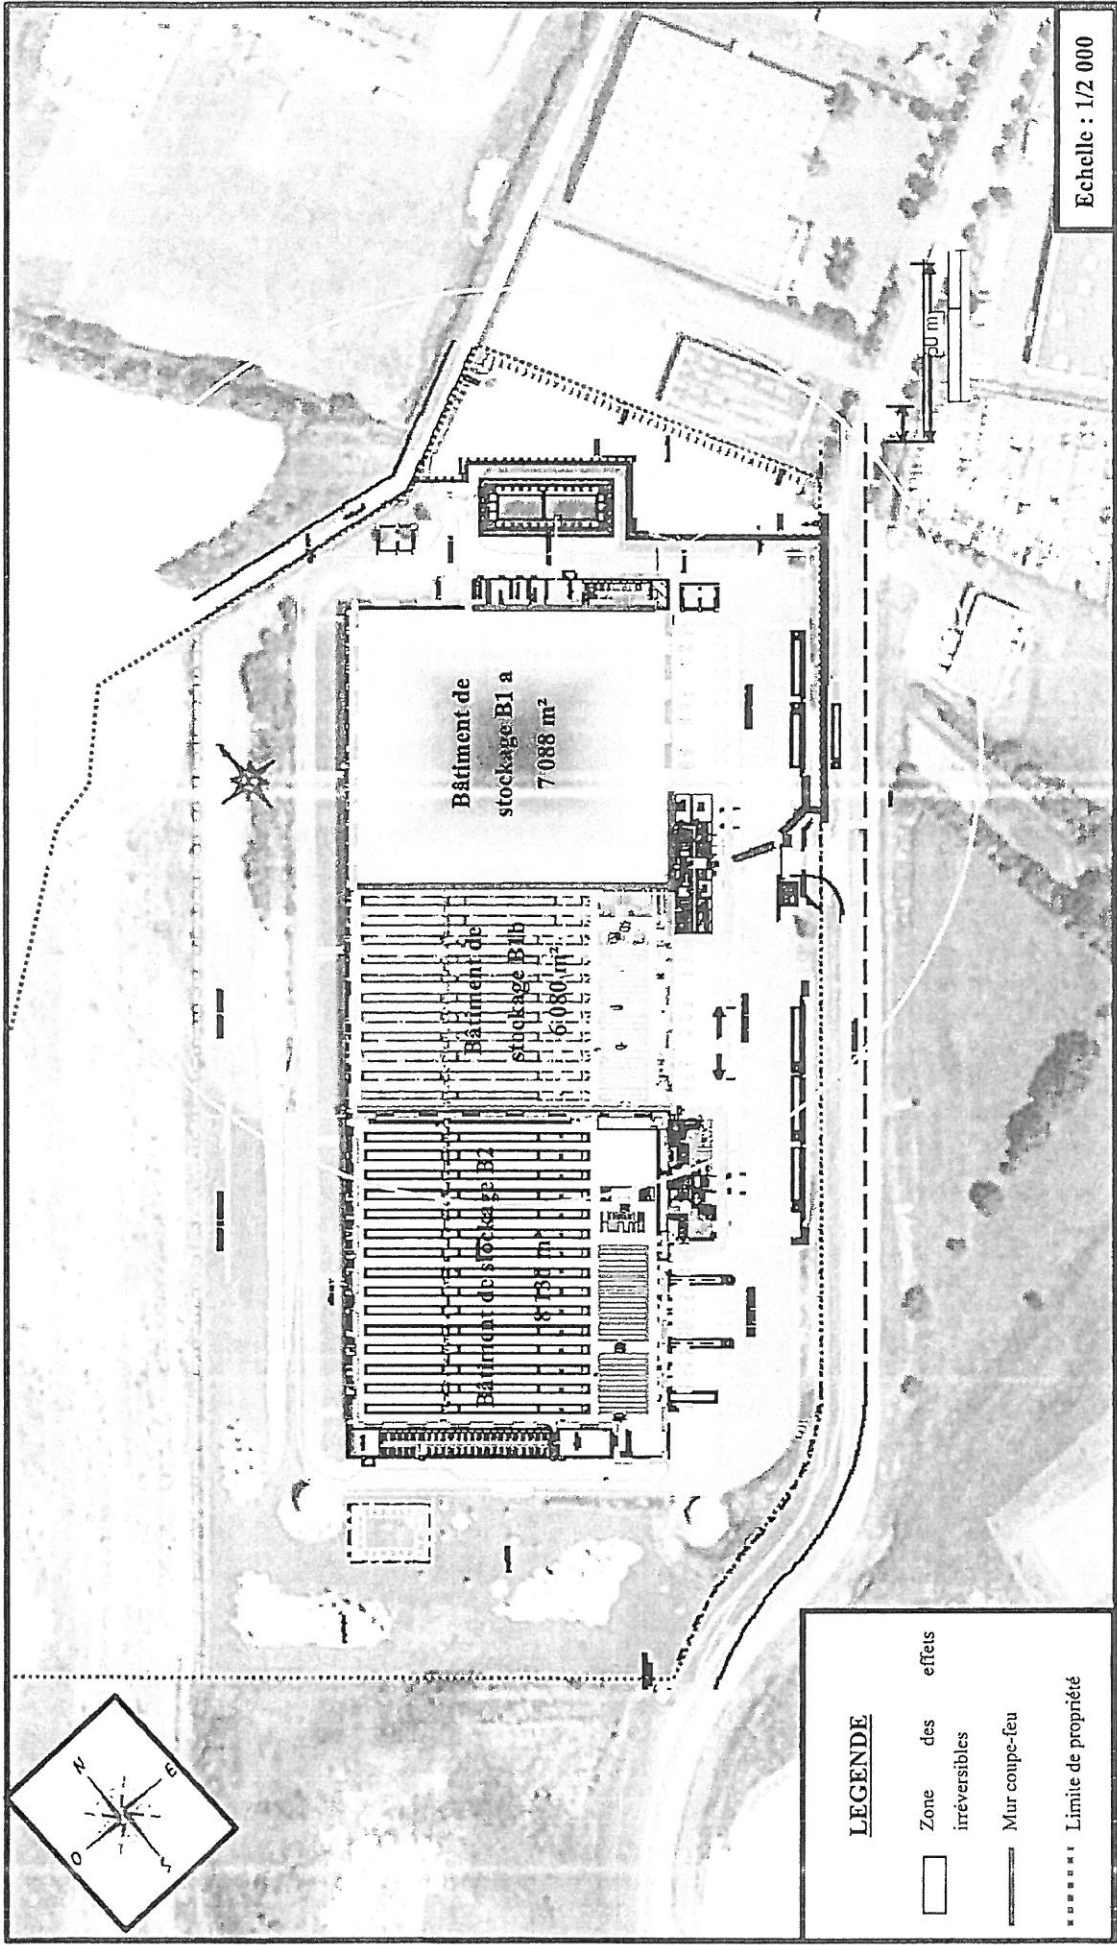 Echelle : 1/2 000
Bâtiment de
stockage B1 a
7 088 m²
Bâtiment de
stockage B1b
6 080 m²
Bâtiment de stockage B2
N
E
S
O
LEGENDE
Zone des effets
irréversibles
Mur coupe-feu
Limite de propriété